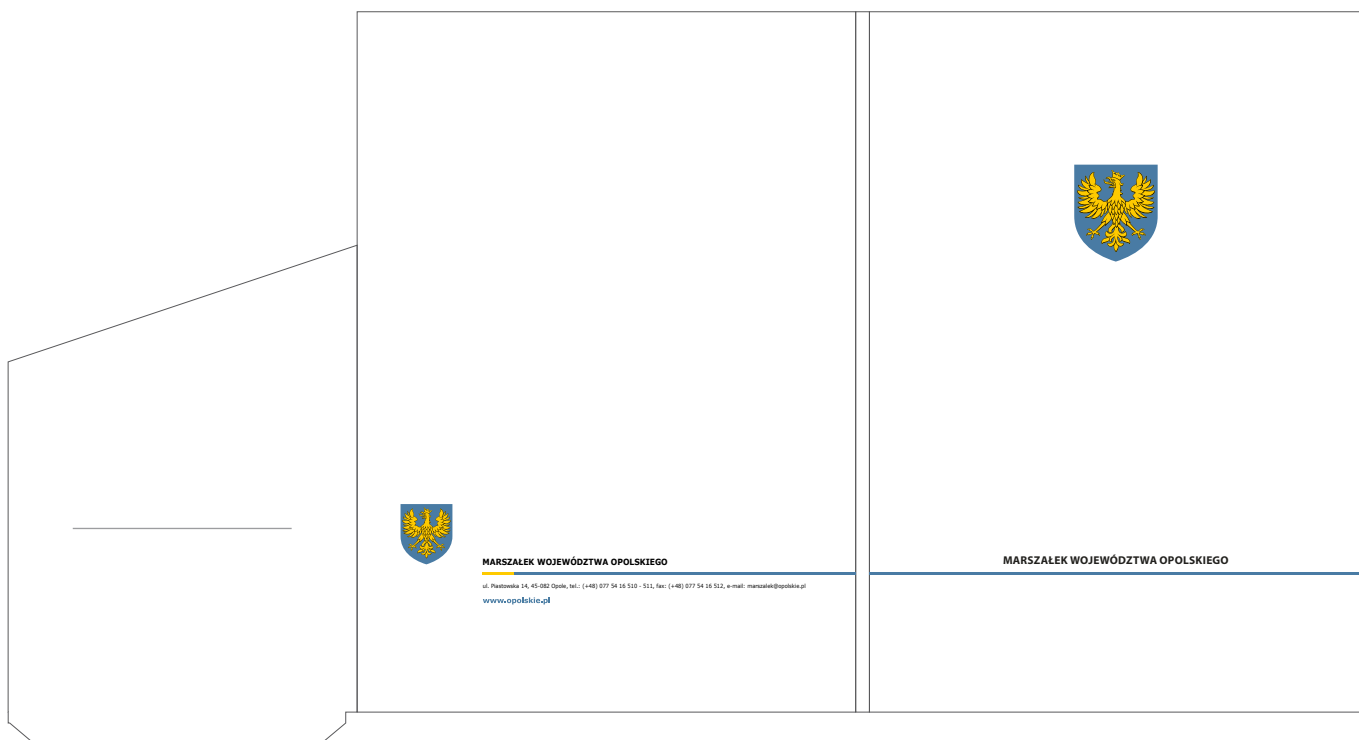 MARSZAŁEK WOJEWÓDZTWA OPOLSKIEGO
ul. Piastowska 14, 45-082 Opole, tel.: (+48) 077 54 16 510 - 511, fax: (+48) 077 54 16 512, e-mail: marszalek@opolskie.pl
www.opolskie.pl
MARSZAŁEK WOJEWÓDZTWA OPOLSKIEGO